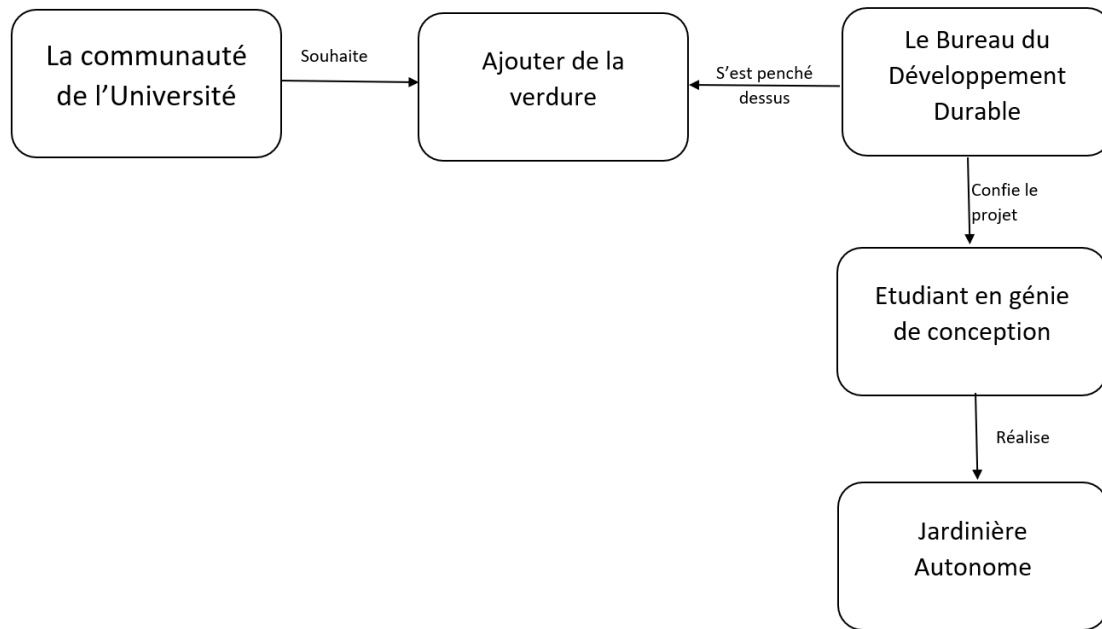 La communauté
de l’Université
Souhaite
Ajouter de la
verdure
S’est penché
dessus
Le Bureau du
Développement
Durable
Confie le
projet
Etudiant en génie
de conception
Réalise
Jardinière
Autonome